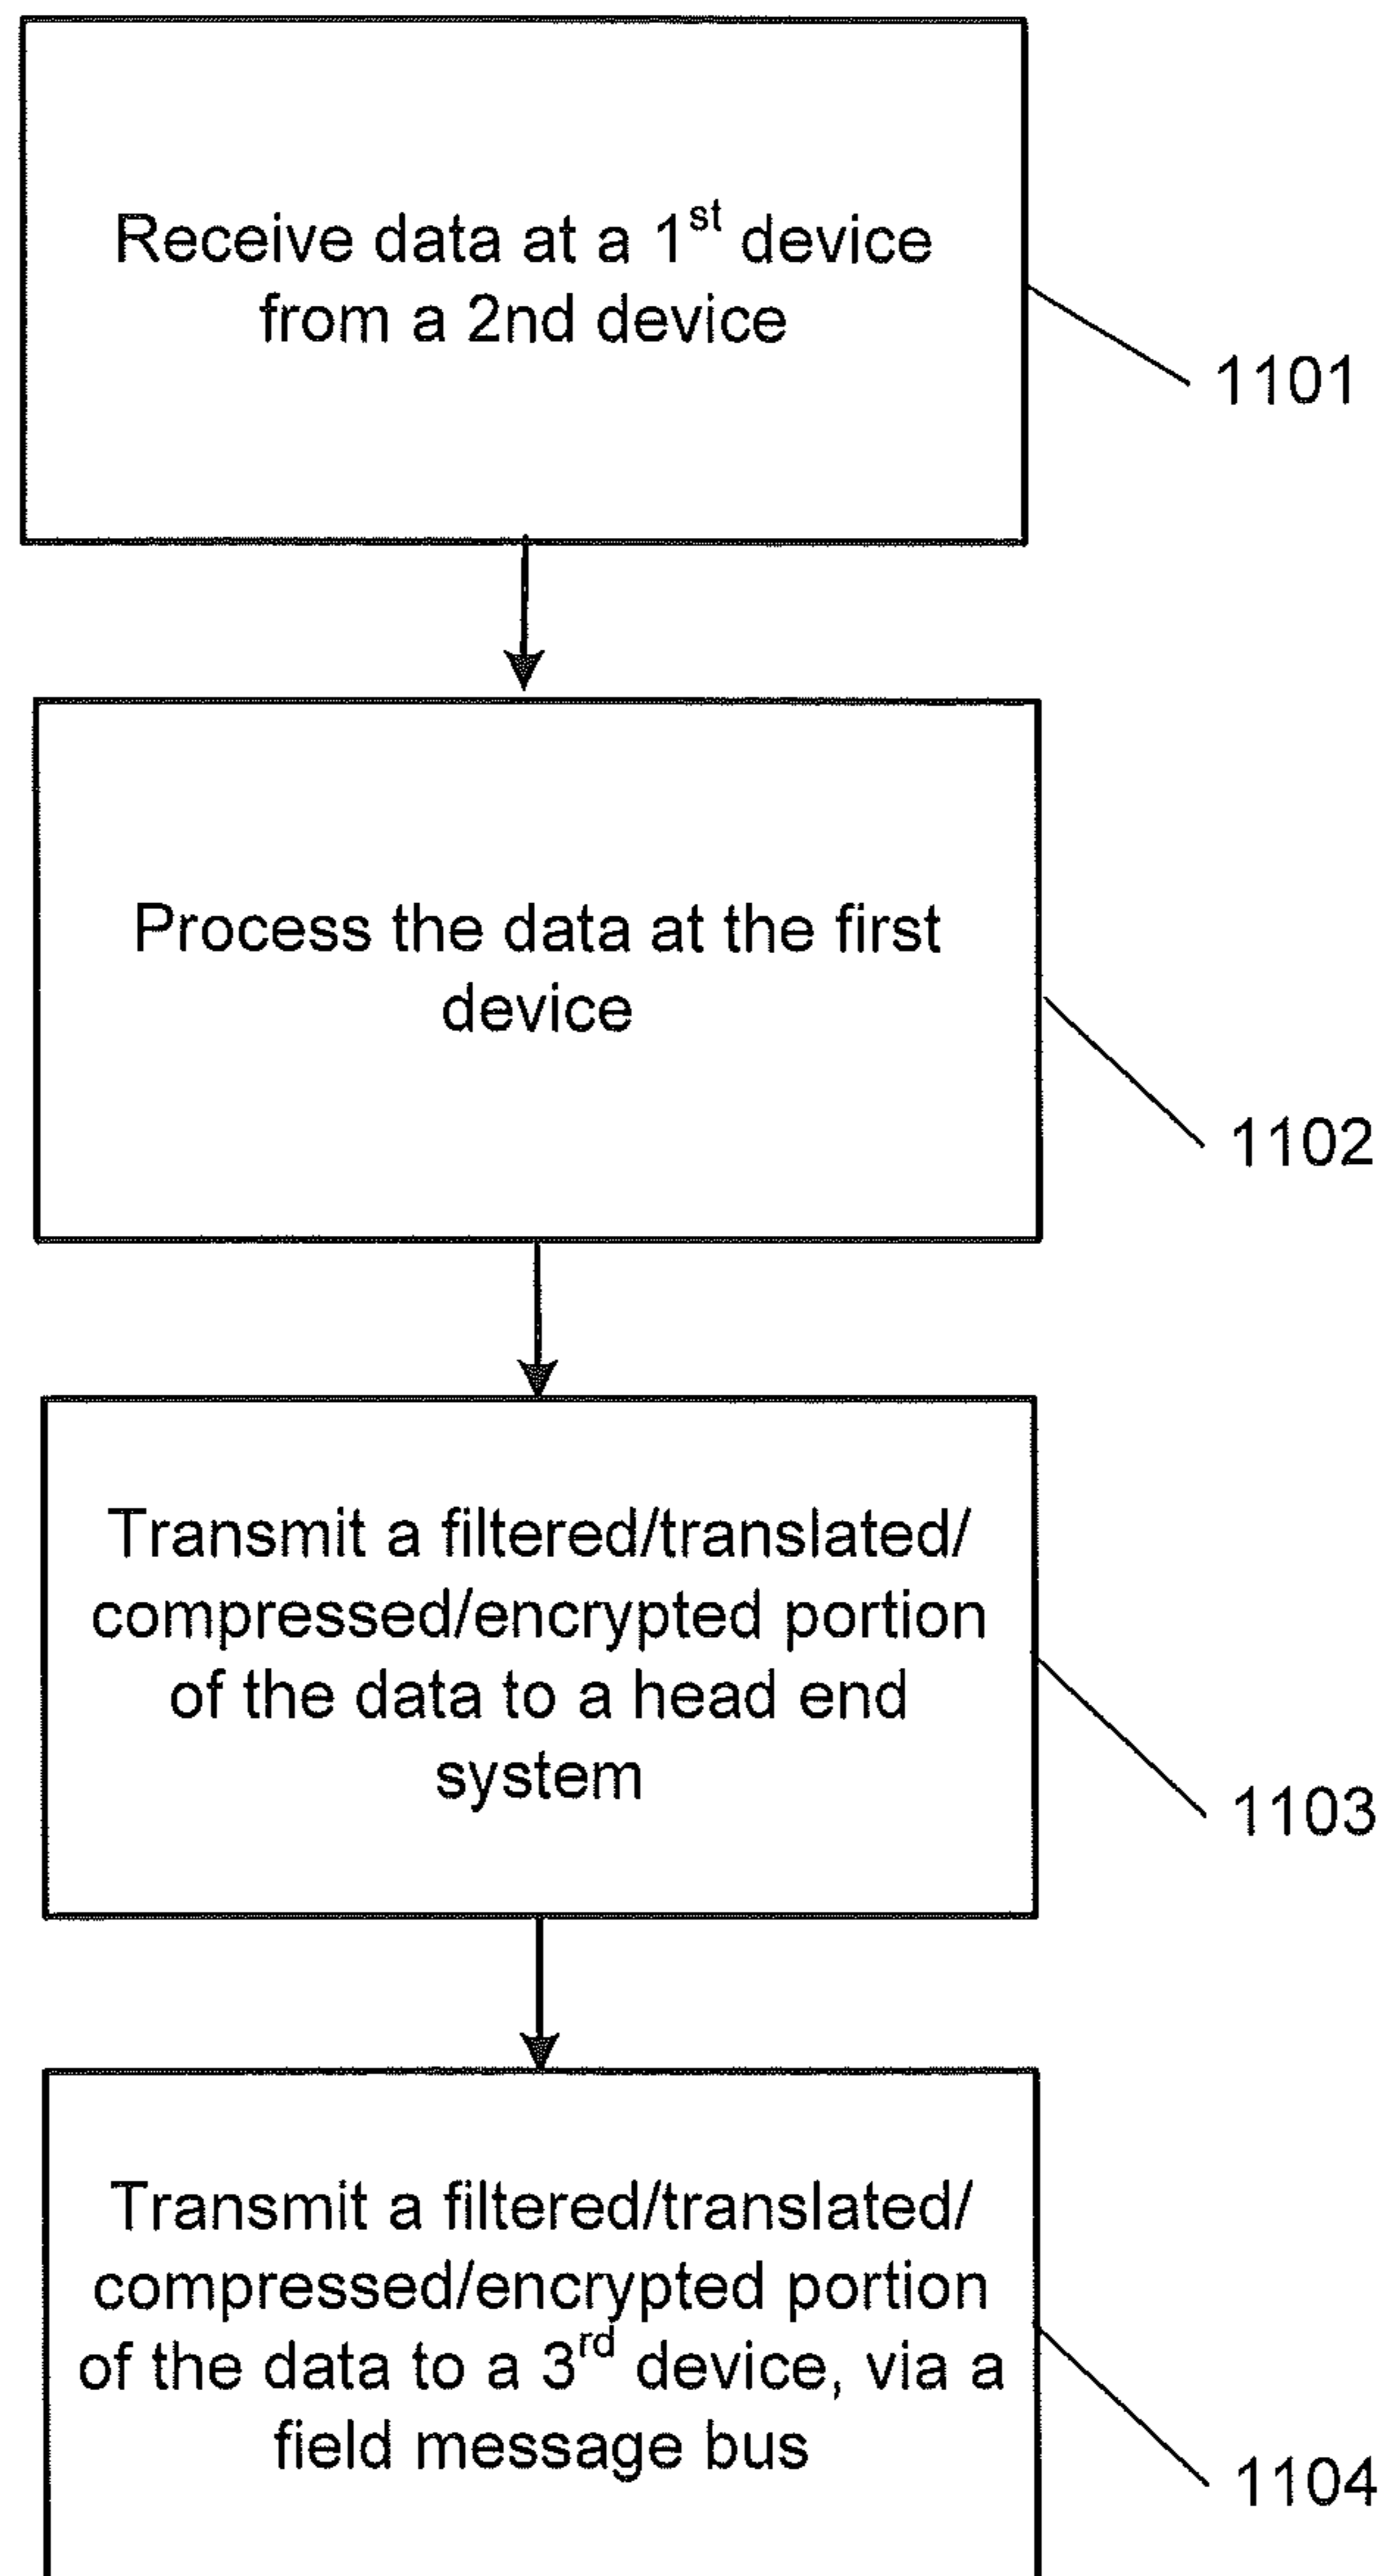 Receive data at a 1st device
from a 2nd device
1101
Process the data at the first
device
1102
Transmit a filtered/translated/
compressed/encrypted portion
of the data to a head end
system
1103
Transmit a filtered/translated/
compressed/encrypted portion
of the data to a 3rd device, via a
field message bus
1104